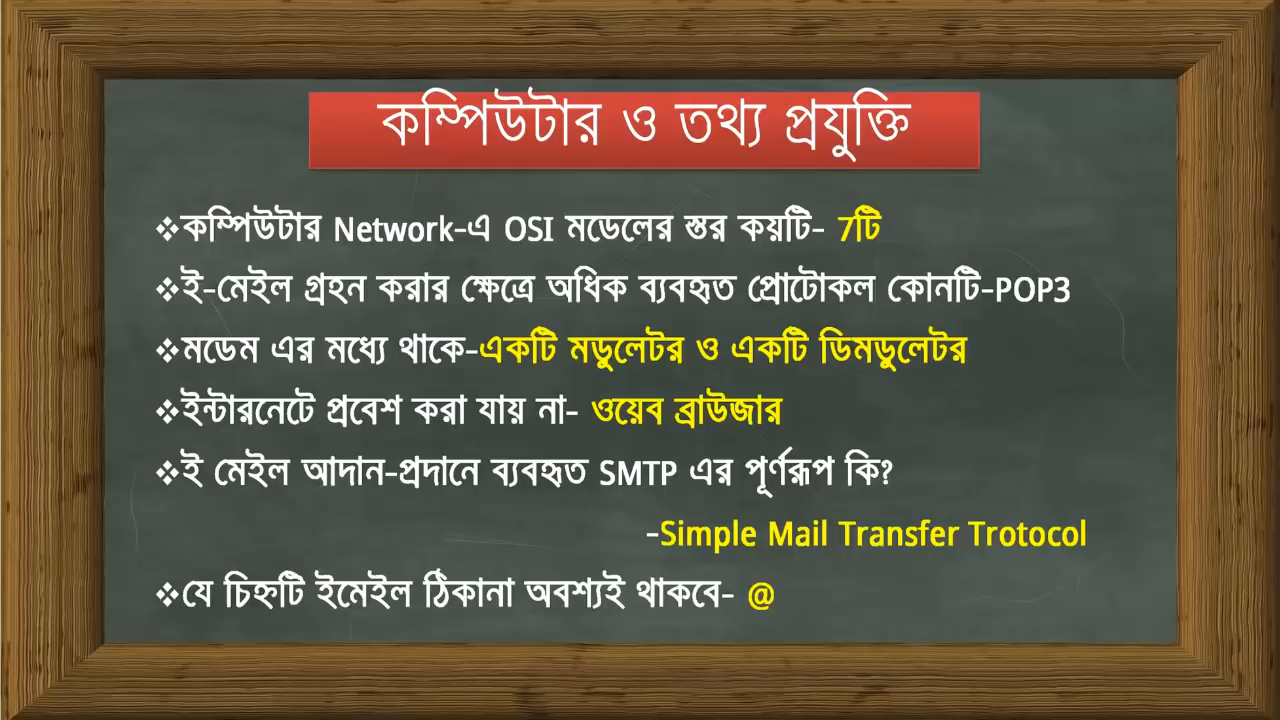 কম্পিউটার ও তথ্য প্রযুক্তি
❖কম্পিউটার Network-এ OSI মডেলের স্তর কয়টি- 7টি
❖ই-মেইল গ্রহন করার ক্ষেত্রে অধিক ব্যবহৃত প্রোটোকল কোনটি-POP3
❖মডেম এর মধ্যে থাকে-একটি মডুলেটর ও একটি ডিমডুলেটর
❖ইন্টারনেটে প্রবেশ করা যায় না- ওয়েব ব্রাউজার
❖ই মেইল আদান-প্রদানে ব্যবহৃত SMTP এর পূর্ণরূপ কি?
-Simple Mail Transfer Trotocol
❖যে চিহ্নটি ইমেইল ঠিকানা অবশ্যই থাকবে- @